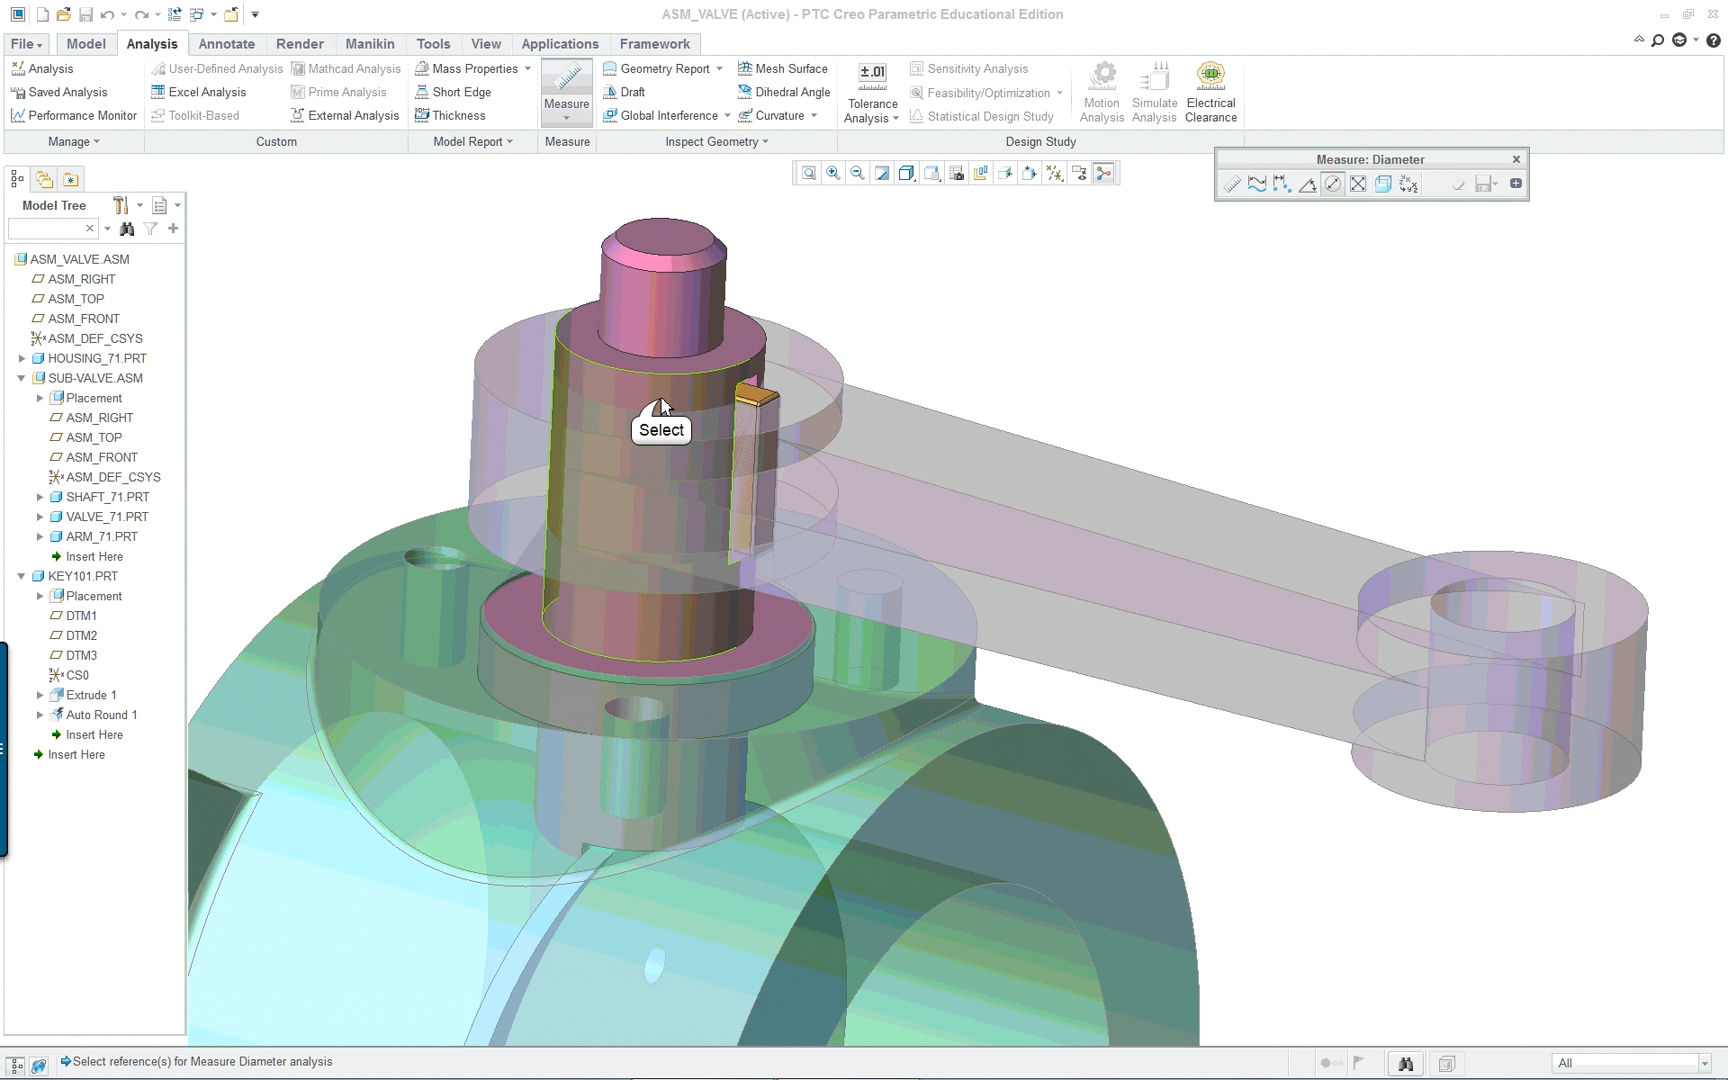 ASM_VALVE (Active) - PTC Creo Parametric Educational Edition
File Model Analysis Annotate Render Manikin Tools View Applications Framework
Analysis User-Defined Analysis Mathcad Analysis Mass Properties Geometry Report Mesh Surface Sensitivity Analysis
Saved Analysis Excel Analysis Prime Analysis Short Edge Measure Draft Dihedral Angle Tolerance Analysis Feasibility/Optimization Motion Analysis Simulate Analysis Electrical Clearance
Performance Monitor Toolkit-Based External Analysis Thickness Global Interference Curvature Statistical Design Study
Manage Custom Model Report Measure Inspect Geometry Design Study
Measure: Diameter
Model Tree
ASM_VALVE.ASM
ASM_RIGHT
ASM_TOP
ASM_FRONT
ASM_DEF_CSYS
HOUSING_71.PRT
SUB-VALVE.ASM
Placement
ASM_RIGHT
ASM_TOP
ASM_FRONT
ASM_DEF_CSYS
SHAFT_71.PRT
VALVE_71.PRT
ARM_71.PRT
Insert Here
KEY101.PRT
Placement
DTM1
DTM2
DTM3
CS0
Extrude 1
Auto Round 1
Insert Here
Insert Here
Select
Select reference(s) for Measure Diameter analysis
All